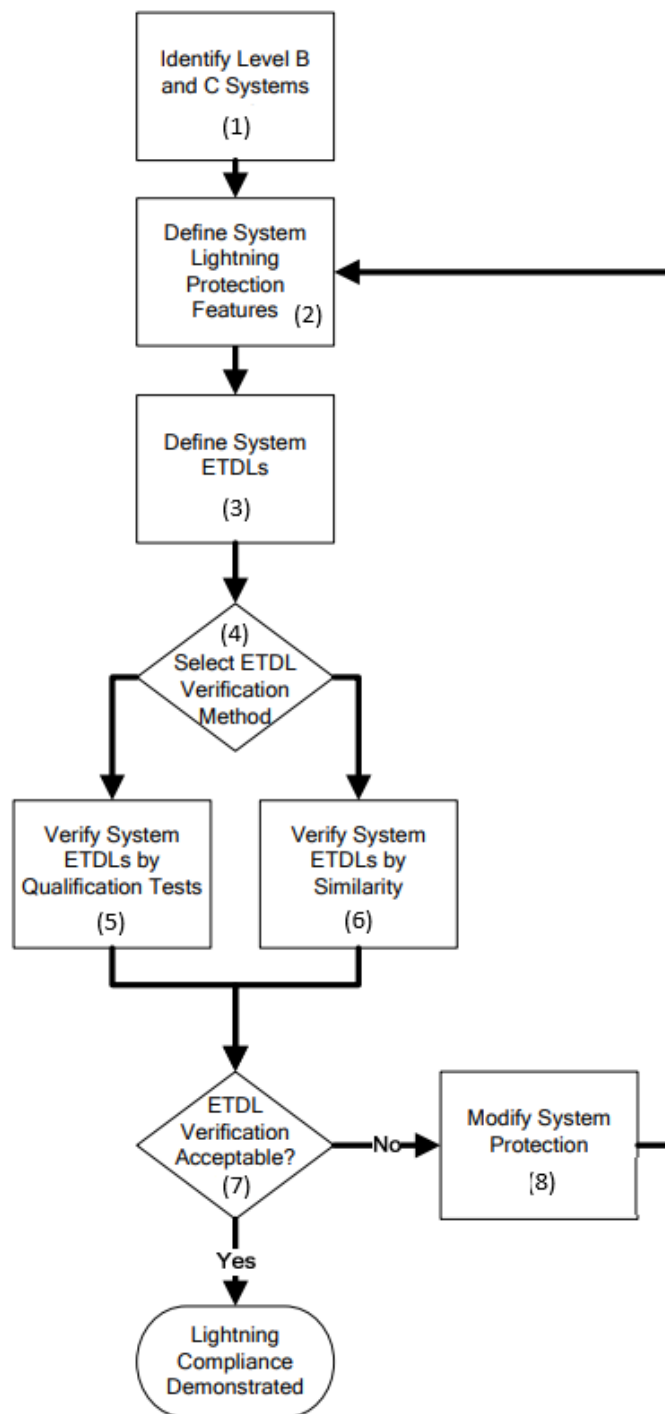 Identify Level B
and C Systems
(1)
Define System
Lightning
Protection
Features
(2)
Define System
ETDLs
(3)
(4)
Select ETDL
Verification
Method
Verify System
ETDLs by
Qualification Tests
(5)
Verify System
ETDLs by
Similarity
(6)
ETDL
Verification
Acceptable?
(7)
No
Modify System
Protection
(8)
Yes
Lightning
Compliance
Demonstrated